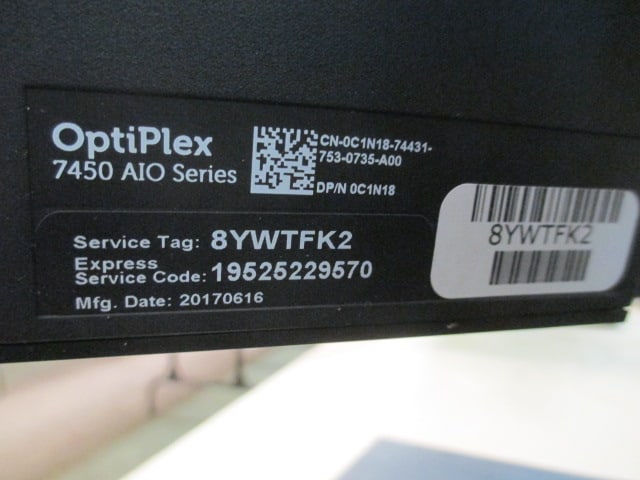 OptiPlex
7450 AIO Series
CN-0C1N18-74431-
753-0735-A00
DP/N 0C1N18
Service Tag: 8YWTFK2
Express
Service Code: 19525229570
Mfg. Date: 20170616
8YWTFK2